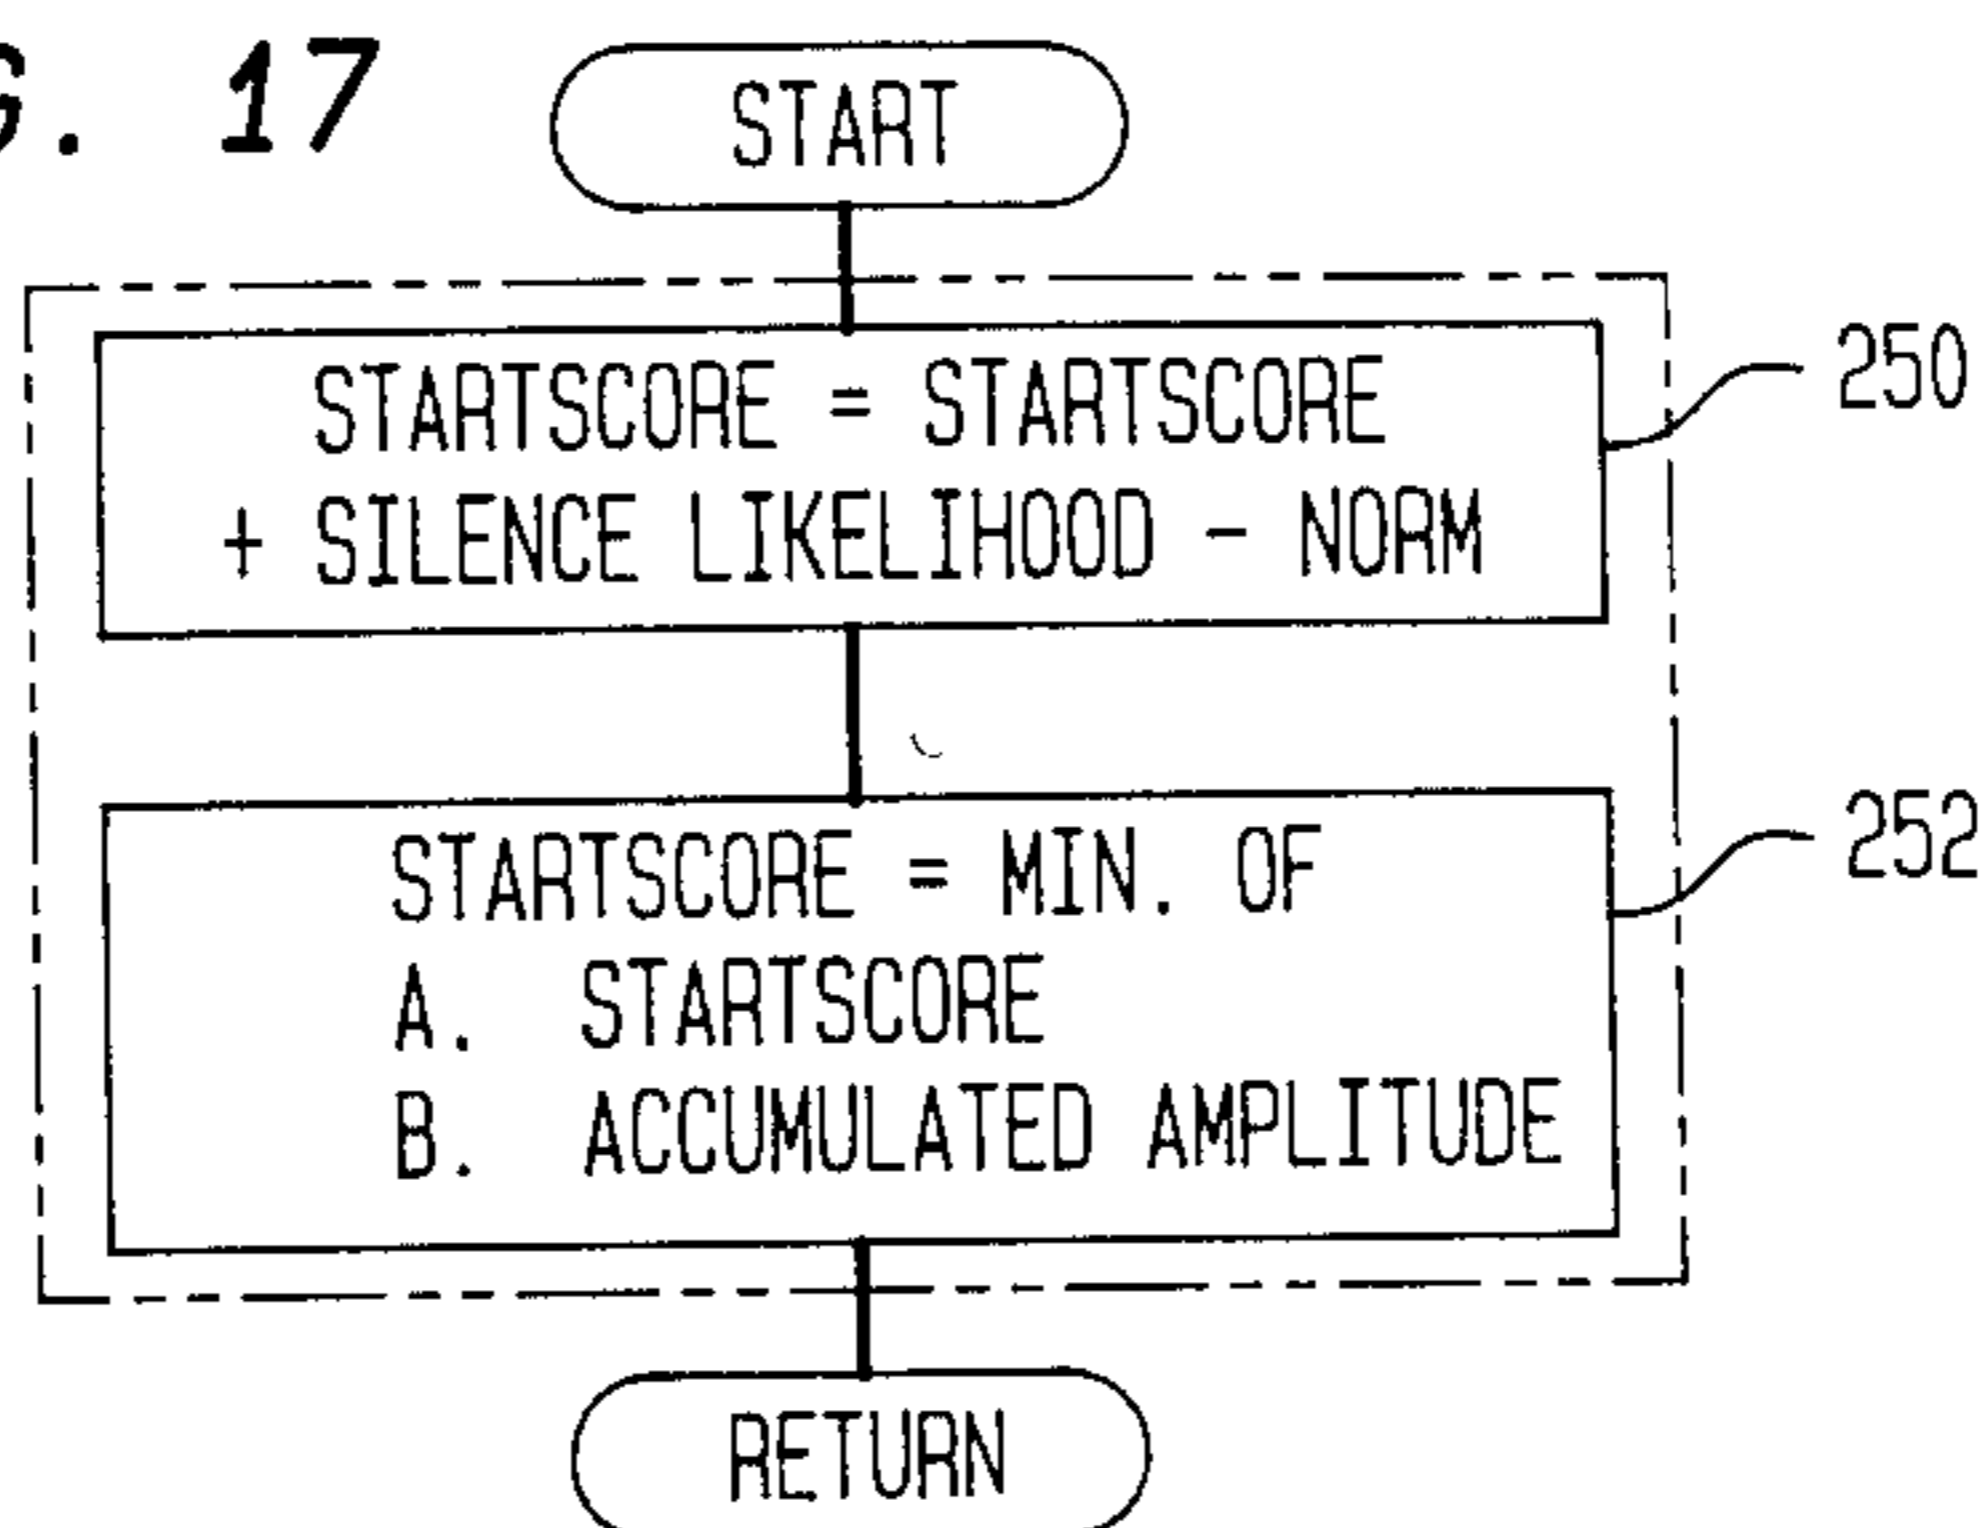 G. 17
START
STARTSCORE = STARTSCORE
+ SILENCE LIKELIHOOD - NORM
250
STARTSCORE = MIN. OF
A. STARTSCORE
B. ACCUMULATED AMPLITUDE
252
RETURN